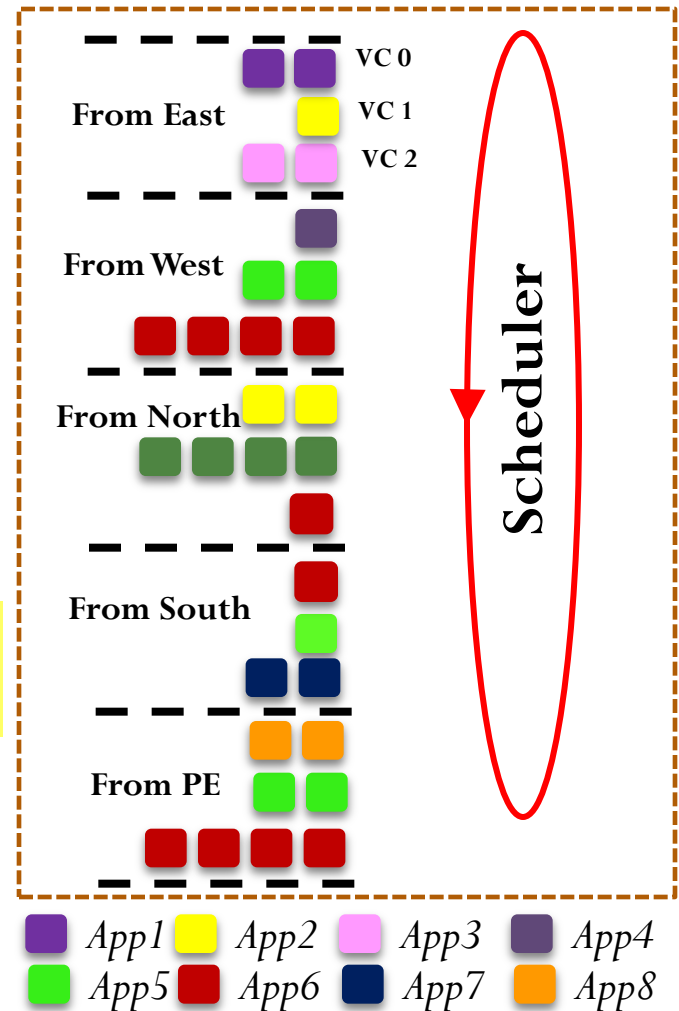 VC 0
From East
VC 1
VC 2
From West
From North
From South
From PE
Scheduler
App1 App2 App3 App4
App5 App6 App7 App8